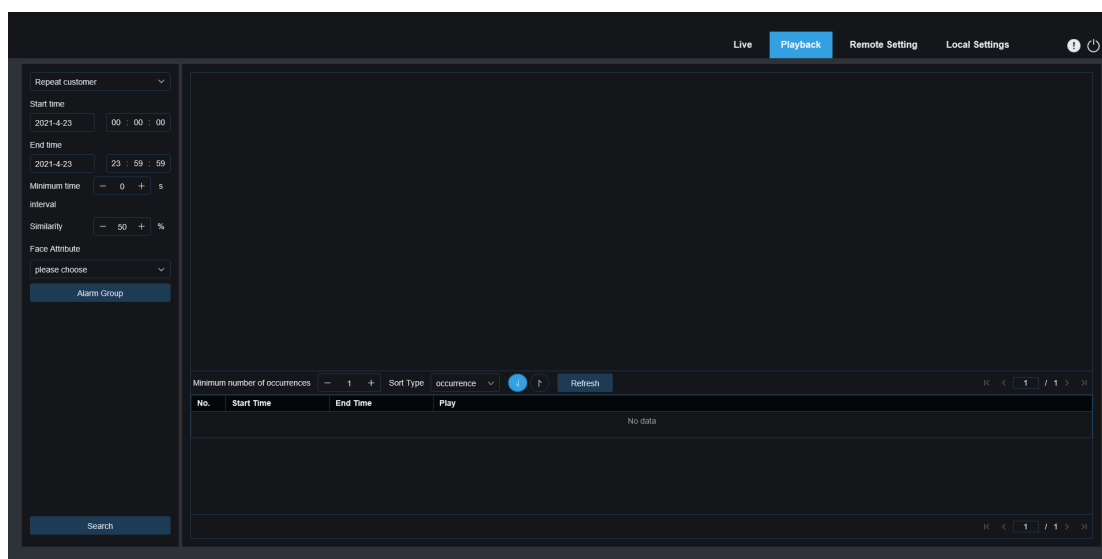 Live Playback Remote Setting Local Settings
Repeat customer
Start time
2021-4-23 00 : 00 : 00
End time
2021-4-23 23 : 59 : 59
Minimum time interval − 0 + s
Similarity − 50 + %
Face Attribute
please choose
Alarm Group
Search
Minimum number of occurrences − 1 + Sort Type occurrence Refresh 1 / 1
No. Start Time End Time Play
No data
1 / 1